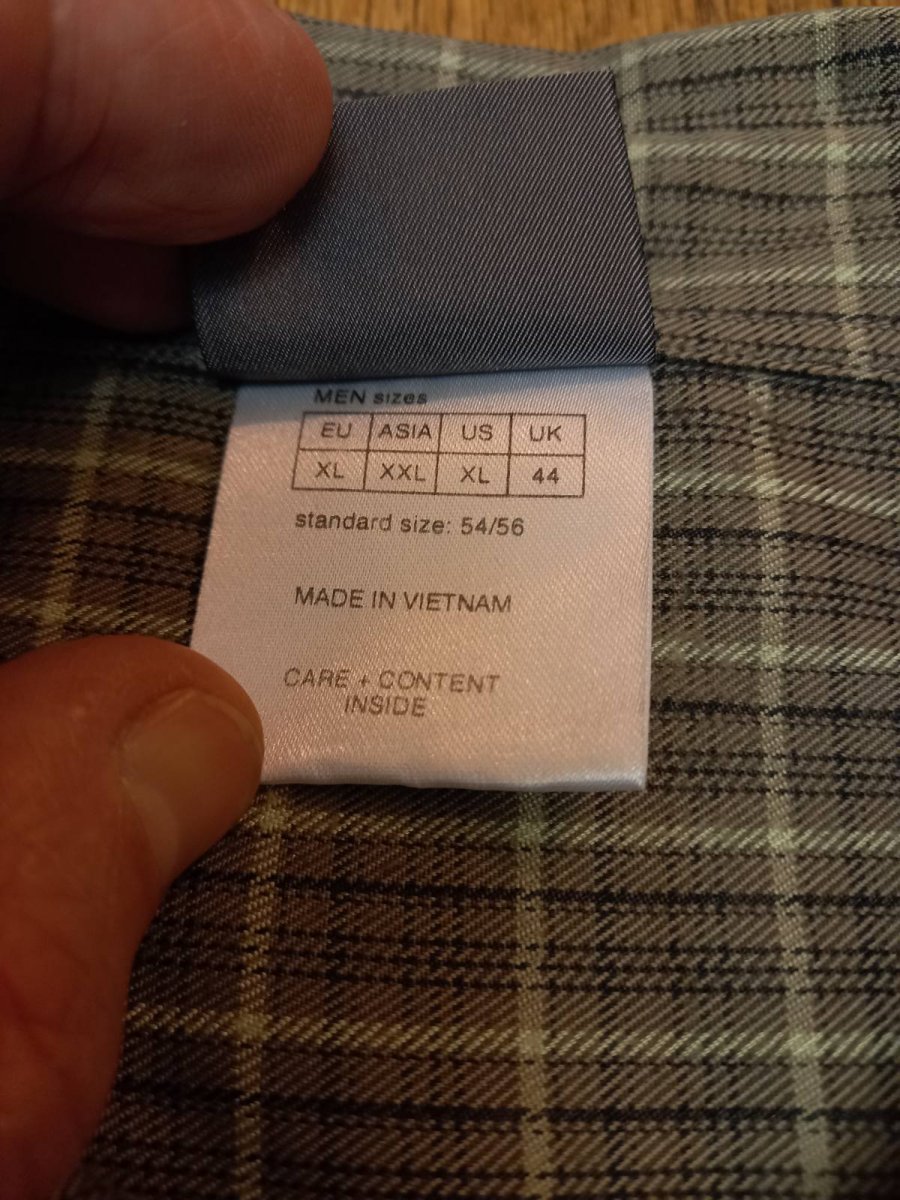 MEN sizes
EU ASIA US UK
XL XXL XL 44
standard size: 54/56
MADE IN VIETNAM
CARE + CONTENT
INSIDE